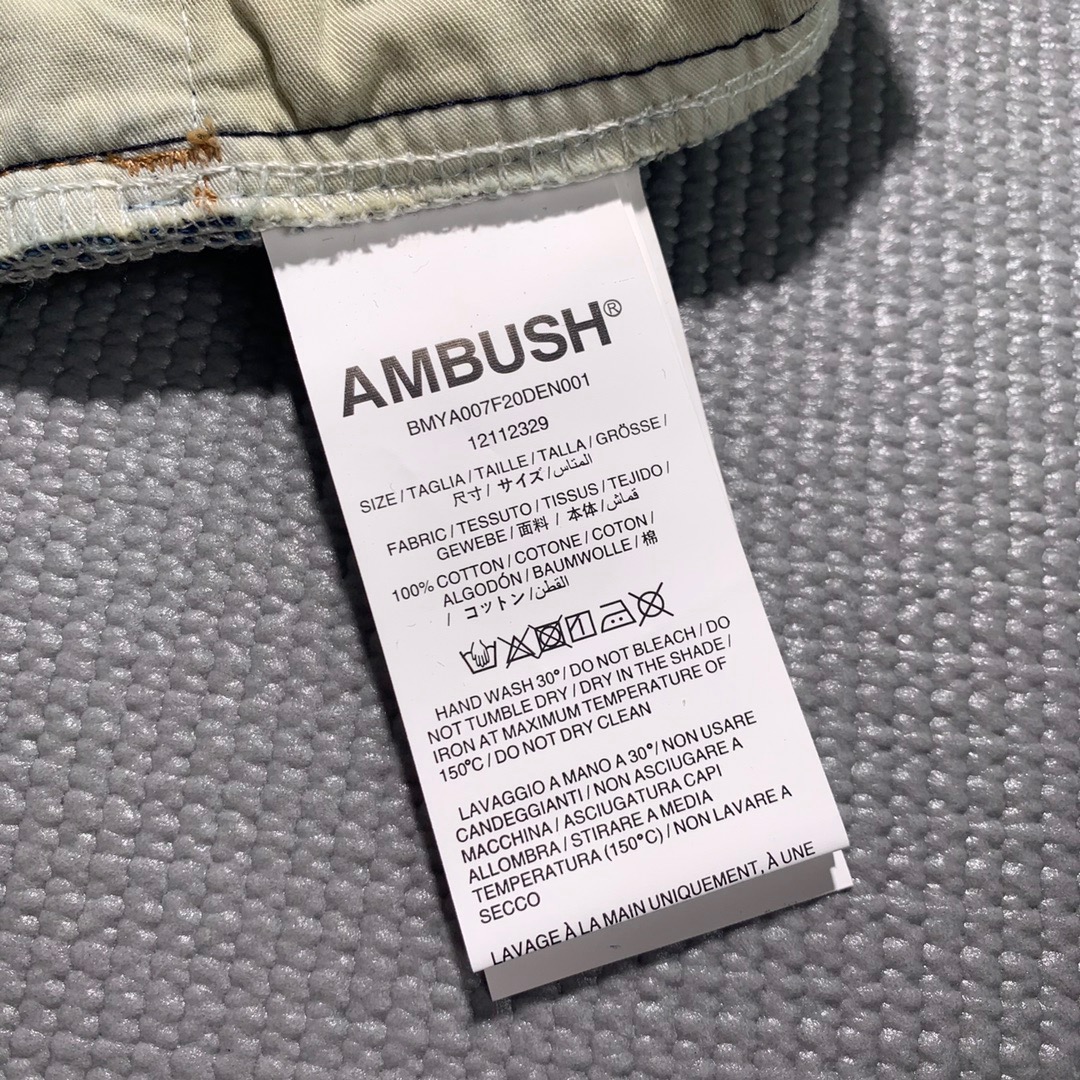 AMBUSH®
BMYA007F20DEN001
12112329
SIZE / TAGLIA / TAILLE / TALLA / GRÖSSE /
尺寸 / サイズ / المقاس
FABRIC / TESSUTO / TISSUS / TEJIDO /
GEWEBE / 面料 / 本体 / قماش
100% COTTON / COTONE / COTON /
ALGODÓN / BAUMWOLLE / 棉
/ コットン / القطن
HAND WASH 30° / DO NOT BLEACH / DO
NOT TUMBLE DRY / DRY IN THE SHADE /
IRON AT MAXIMUM TEMPERATURE OF
150°C / DO NOT DRY CLEAN
LAVAGGIO A MANO A 30° / NON USARE
CANDEGGIANTI / NON ASCIUGARE A
MACCHINA / ASCIUGATURA CAPI
ALLOMBRA / STIRARE A MEDIA
TEMPERATURA (150°C) / NON LAVARE A
SECCO
LAVAGE À LA MAIN UNIQUEMENT, À UNE